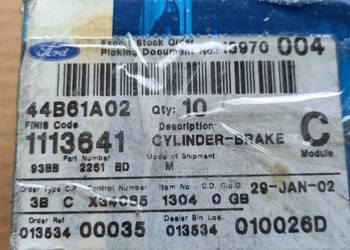 Ford
Export Stock Order
Picking Document No.: 13970 004
44B61A02 Qty: 10
FINIS Code Description
1113641 CYLINDER-BRAKE C
Part Number Mode of Shipment Module
93BB 2261 BD M
Order Type C.P. Control Number Item No. C.D. G.o.D 29-JAN-02
3B C X34035 1304 0 GB
Order Ref Dealer Bin Loc.
013534 00035 013534 010026D